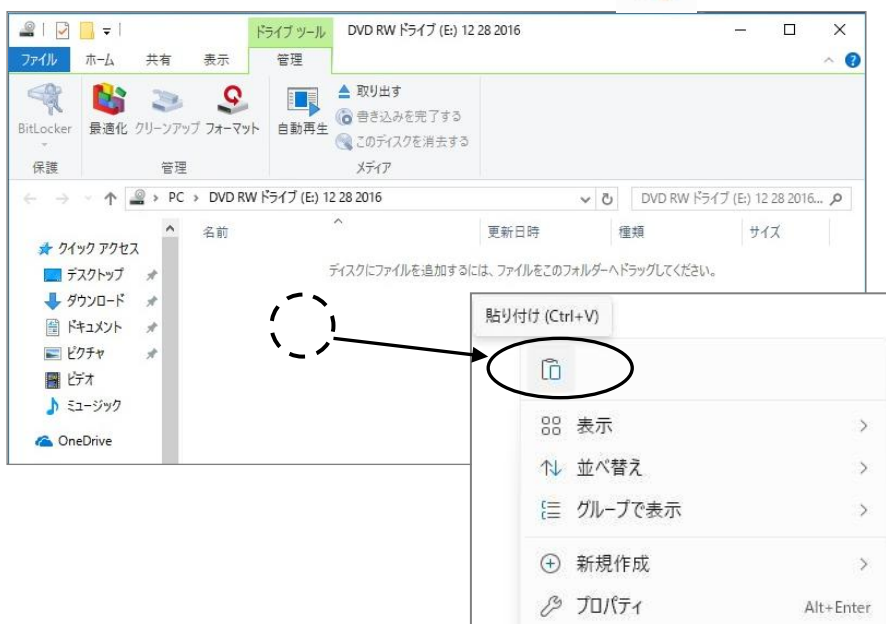 ドライブ ツール DVD RW ドライブ (E:) 12 28 2016
ファイル ホーム 共有 表示 管理
BitLocker 最適化 クリーンアップ フォーマット 自動再生
取り出す
書き込みを完了する
このディスクを消去する
保護 管理 メディア
PC › DVD RW ドライブ (E:) 12 28 2016
DVD RW ドライブ (E:) 12 28 2016...
名前 更新日時 種類 サイズ
ディスクにファイルを追加するには、ファイルをこのフォルダーへドラッグしてください。
クイック アクセス
デスクトップ
ダウンロード
ドキュメント
ピクチャ
ビデオ
ミュージック
OneDrive
貼り付け (Ctrl+V)
表示
並べ替え
グループで表示
新規作成
プロパティ Alt+Enter